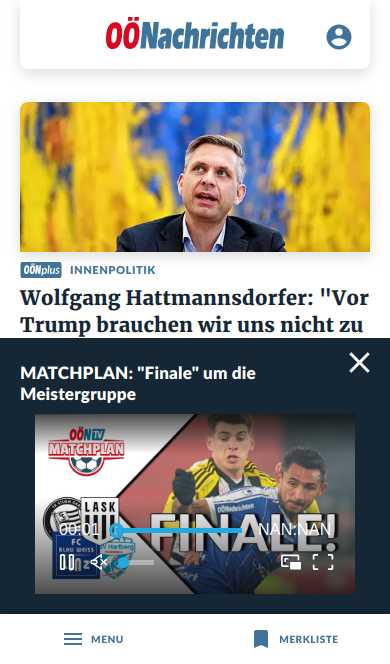 OÖNachrichten
OÖNplus INNENPOLITIK
Wolfgang Hattmannsdorfer: "Vor
Trump brauchen wir uns nicht zu
MATCHPLAN: "Finale" um die
Meistergruppe
OÖN TV
MATCHPLAN
LASK
FC
BLAU WEISS
Hartberg
FINALE!
00:01
NAN:NAN
MENU
MERKLISTE